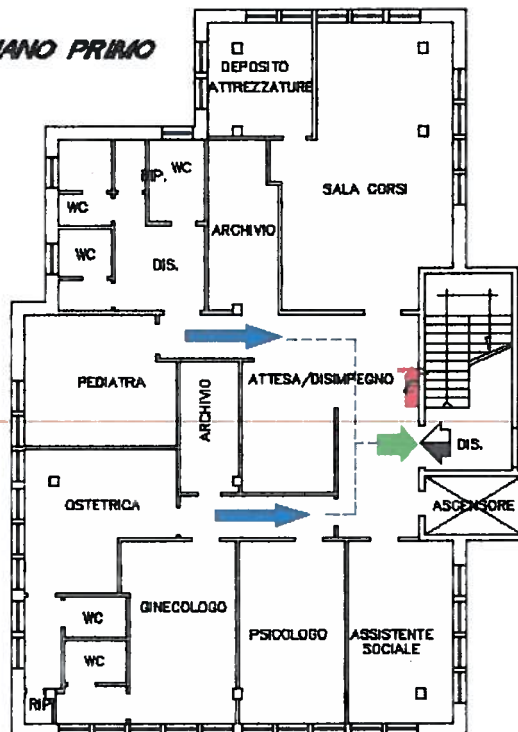 PIANO PRIMO
DEPOSITO
ATTREZZATURE
SALA CORSI
RIP.
WC
WC
ARCHIVIO
WC
DIS.
PEDIATRA
ARCHIVIO
ATTESA/DISIMPEGNO
DIS.
OSTETRICA
ASCENSORE
GINECOLOGO
WC
PSICOLOGO
ASSISTENTE
SOCIALE
WC
RIP.